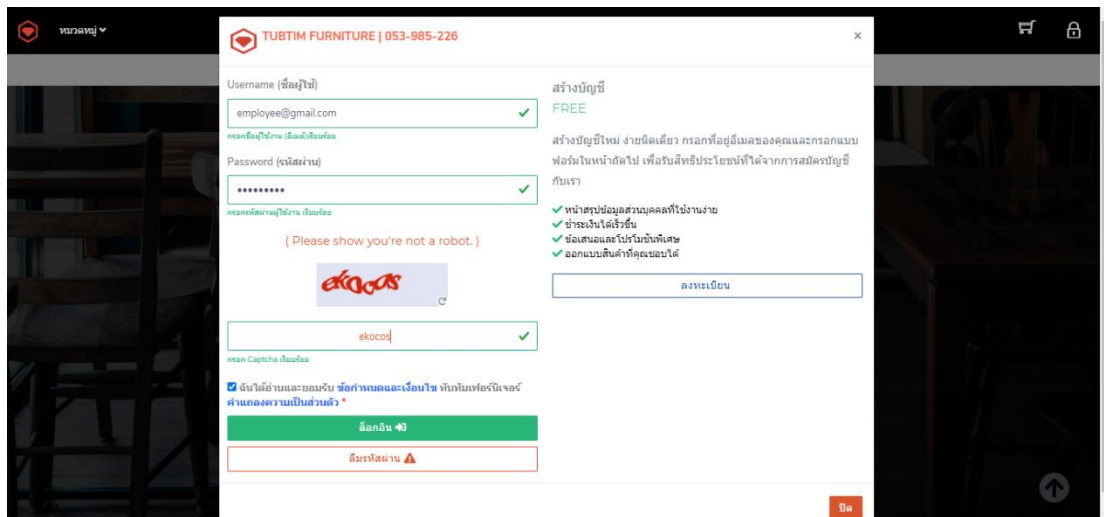 หมวดหมู่
TUBTIM FURNITURE | 053-985-226
×
Username (ชื่อผู้ใช้)
employee@gmail.com
กรอกชื่อผู้ใช้งาน (อีเมล)เรียบร้อย
Password (รหัสผ่าน)
•••••••••
กรอกรหัสผ่านผู้ใช้งาน เรียบร้อย
( Please show you're not a robot. )
ekocos
ekocos
กรอก Captcha เรียบร้อย
ฉันได้อ่านและยอมรับ ข้อกำหนดและเงื่อนไข ทับทิมเฟอร์นิเจอร์
คำแถลงความเป็นส่วนตัว *
ล็อกอิน
ลืมรหัสผ่าน
สร้างบัญชี
FREE
สร้างบัญชีใหม่ ง่ายนิดเดียว กรอกที่อยู่อีเมลของคุณและกรอกแบบ
ฟอร์มในหน้าถัดไป เพื่อรับสิทธิประโยชน์ที่ได้จากการสมัครบัญชี
กับเรา
หน้าสรุปข้อมูลส่วนบุคคลที่ใช้งานง่าย
ชำระเงินได้เร็วขึ้น
ข้อเสนอและโปรโมชันพิเศษ
ออกแบบสินค้าที่คุณชอบได้
ลงทะเบียน
ปิด